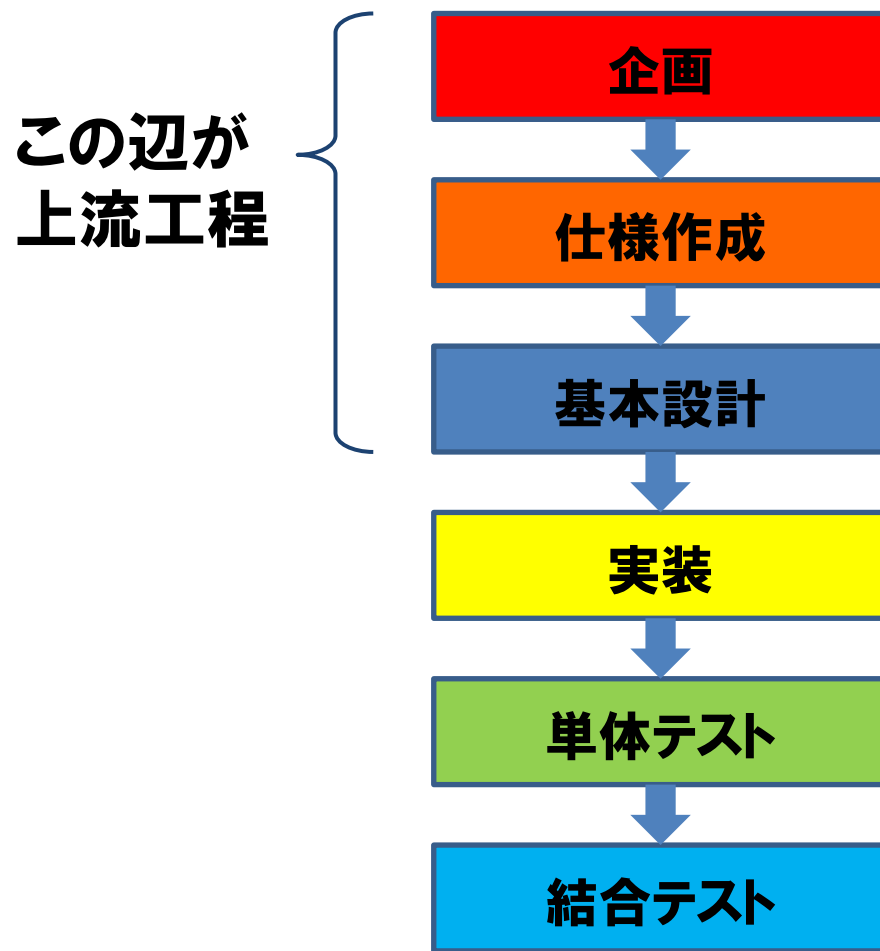 この辺が
上流工程
企画
仕様作成
基本設計
実装
単体テスト
結合テスト